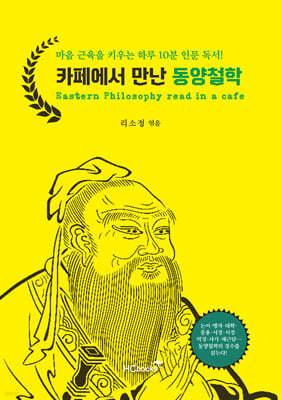 마음 근육을 키우는 하루 10분 인문 독서!
카페에서 만난 동양철학
Eastern Philosophy read in a cafe
리소정 엮음
논어·맹자·대학·
중용·시경·서경·
역경·사기·채근담…
동양철학의 정수를
읽는다!
HCbooks